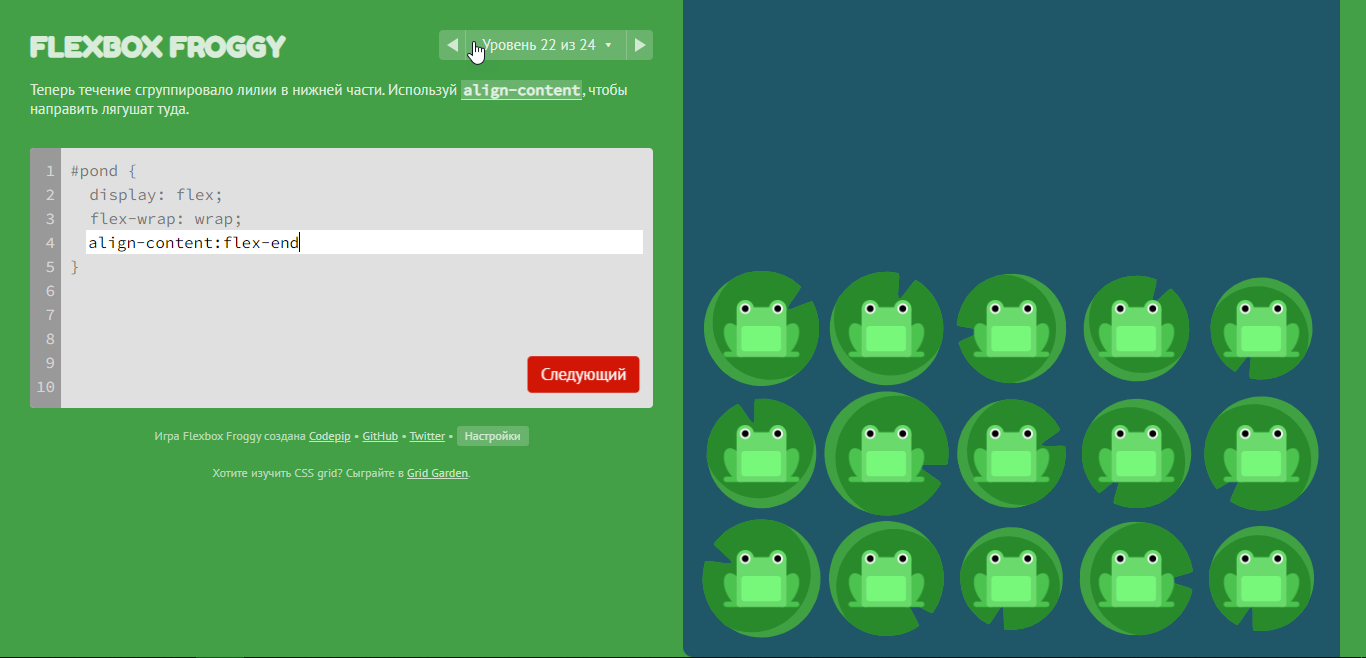 FLEXBOX FROGGY
Уровень 22 из 24
Теперь течение сгруппировало лилии в нижней части. Используй align-content, чтобы
направить лягушат туда.
1 #pond {
2 display: flex;
3 flex-wrap: wrap;
4 align-content:flex-end
5 }
6
7
8
9
10
Следующий
Игра Flexbox Froggy создана Codepip • GitHub • Twitter • Настройки
Хотите изучить CSS grid? Сыграйте в Grid Garden.